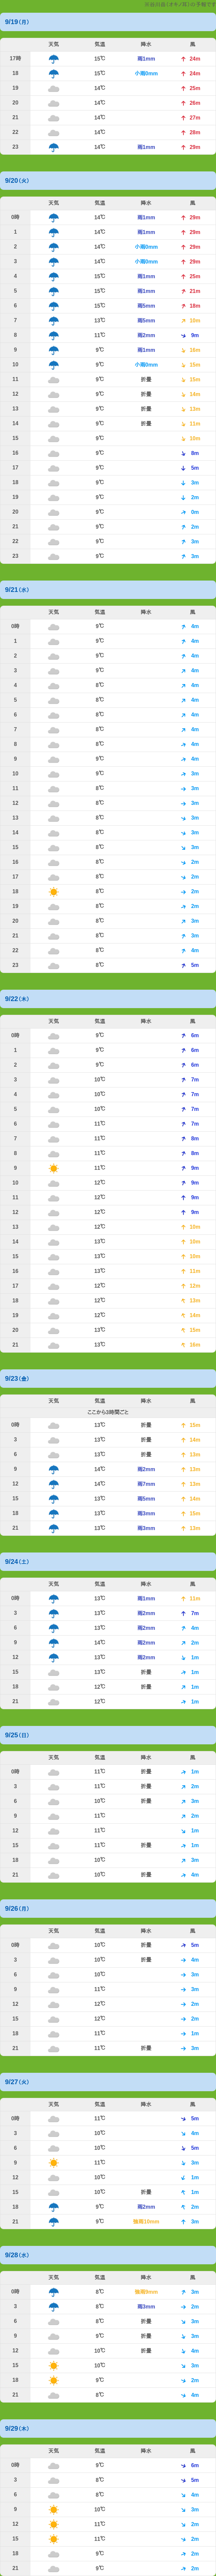 9/19(月)
天気 気温 降水 風
17時 15℃ 雨1mm 24m
18 15℃ 小雨0mm 24m
19 14℃ 25m
20 14℃ 26m
21 14℃ 27m
22 14℃ 28m
23 14℃ 雨1mm 29m
9/20(火)
天気 気温 降水 風
0時 14℃ 雨1mm 29m
1 14℃ 雨1mm 29m
2 14℃ 小雨0mm 29m
3 14℃ 小雨0mm 29m
4 15℃ 雨1mm 25m
5 15℃ 雨1mm 21m
6 15℃ 雨5mm 18m
7 13℃ 雨5mm 10m
8 11℃ 雨2mm 9m
9 9℃ 雨1mm 16m
10 9℃ 小雨0mm 15m
11 9℃ 折畳 15m
12 9℃ 折畳 14m
13 9℃ 折畳 13m
14 9℃ 折畳 11m
15 9℃ 10m
16 9℃ 8m
17 9℃ 5m
18 9℃ 3m
19 9℃ 2m
20 9℃ 0m
21 9℃ 2m
22 9℃ 3m
23 9℃ 3m
9/21(水)
天気 気温 降水 風
0時 9℃ 4m
1 9℃ 4m
2 9℃ 4m
3 9℃ 4m
4 8℃ 4m
5 8℃ 4m
6 8℃ 4m
7 8℃ 4m
8 8℃ 4m
9 9℃ 4m
10 9℃ 3m
11 8℃ 3m
12 8℃ 3m
13 8℃ 3m
14 8℃ 3m
15 8℃ 3m
16 8℃ 2m
17 8℃ 2m
18 8℃ 2m
19 8℃ 2m
20 8℃ 3m
21 8℃ 3m
22 8℃ 4m
23 8℃ 5m
9/22(木)
天気 気温 降水 風
0時 9℃ 6m
1 9℃ 6m
2 9℃ 6m
3 10℃ 7m
4 10℃ 7m
5 10℃ 7m
6 11℃ 7m
7 11℃ 8m
8 11℃ 8m
9 11℃ 9m
10 12℃ 9m
11 12℃ 9m
12 12℃ 9m
13 12℃ 10m
14 13℃ 10m
15 13℃ 10m
16 13℃ 11m
17 12℃ 12m
18 12℃ 13m
19 12℃ 14m
20 13℃ 15m
21 13℃ 16m
9/23(金)
天気 気温 降水 風
ここから3時間ごと
0時 13℃ 折畳 10m
3 13℃ 折畳 14m
6 13℃ 折畳 13m
9 14℃ 雨2mm 13m
12 14℃ 雨7mm 13m
15 13℃ 雨5mm 14m
18 13℃ 雨3mm 15m
21 13℃ 雨3mm 13m
9/24(土)
天気 気温 降水 風
0時 13℃ 雨1mm 11m
3 13℃ 雨2mm 7m
6 13℃ 雨2mm 4m
9 14℃ 雨2mm 2m
12 13℃ 雨2mm 1m
15 13℃ 折畳 1m
18 12℃ 折畳 1m
21 12℃ 1m
9/25(日)
天気 気温 降水 風
0時 11℃ 折畳 1m
3 11℃ 折畳 2m
6 10℃ 折畳 3m
9 11℃ 2m
12 11℃ 1m
15 11℃ 折畳 1m
18 10℃ 3m
21 10℃ 折畳 4m
9/26(月)
天気 気温 降水 風
0時 10℃ 折畳 5m
3 10℃ 折畳 4m
6 10℃ 3m
9 11℃ 3m
12 12℃ 2m
15 12℃ 2m
18 11℃ 1m
21 11℃ 折畳 3m
9/27(火)
天気 気温 降水 風
0時 11℃ 5m
3 10℃ 4m
6 10℃ 5m
9 11℃ 3m
12 10℃ 1m
15 10℃ 折畳 1m
18 9℃ 雨2mm 2m
21 9℃ 強雨10mm 3m
9/28(水)
天気 気温 降水 風
0時 8℃ 強雨9mm 3m
3 8℃ 雨3mm 2m
6 8℃ 折畳 3m
9 9℃ 折畳 3m
12 10℃ 折畳 4m
15 10℃ 3m
18 9℃ 2m
21 8℃ 4m
9/29(木)
天気 気温 降水 風
0時 9℃ 6m
3 8℃ 5m
6 8℃ 4m
9 10℃ 3m
12 11℃ 2m
15 11℃ 2m
18 9℃ 2m
21 9℃ 2m